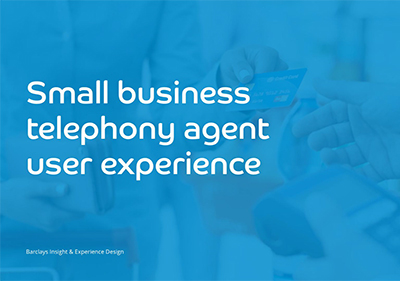 Small business
telephony agent
user experience
Barclays Insight & Experience Design